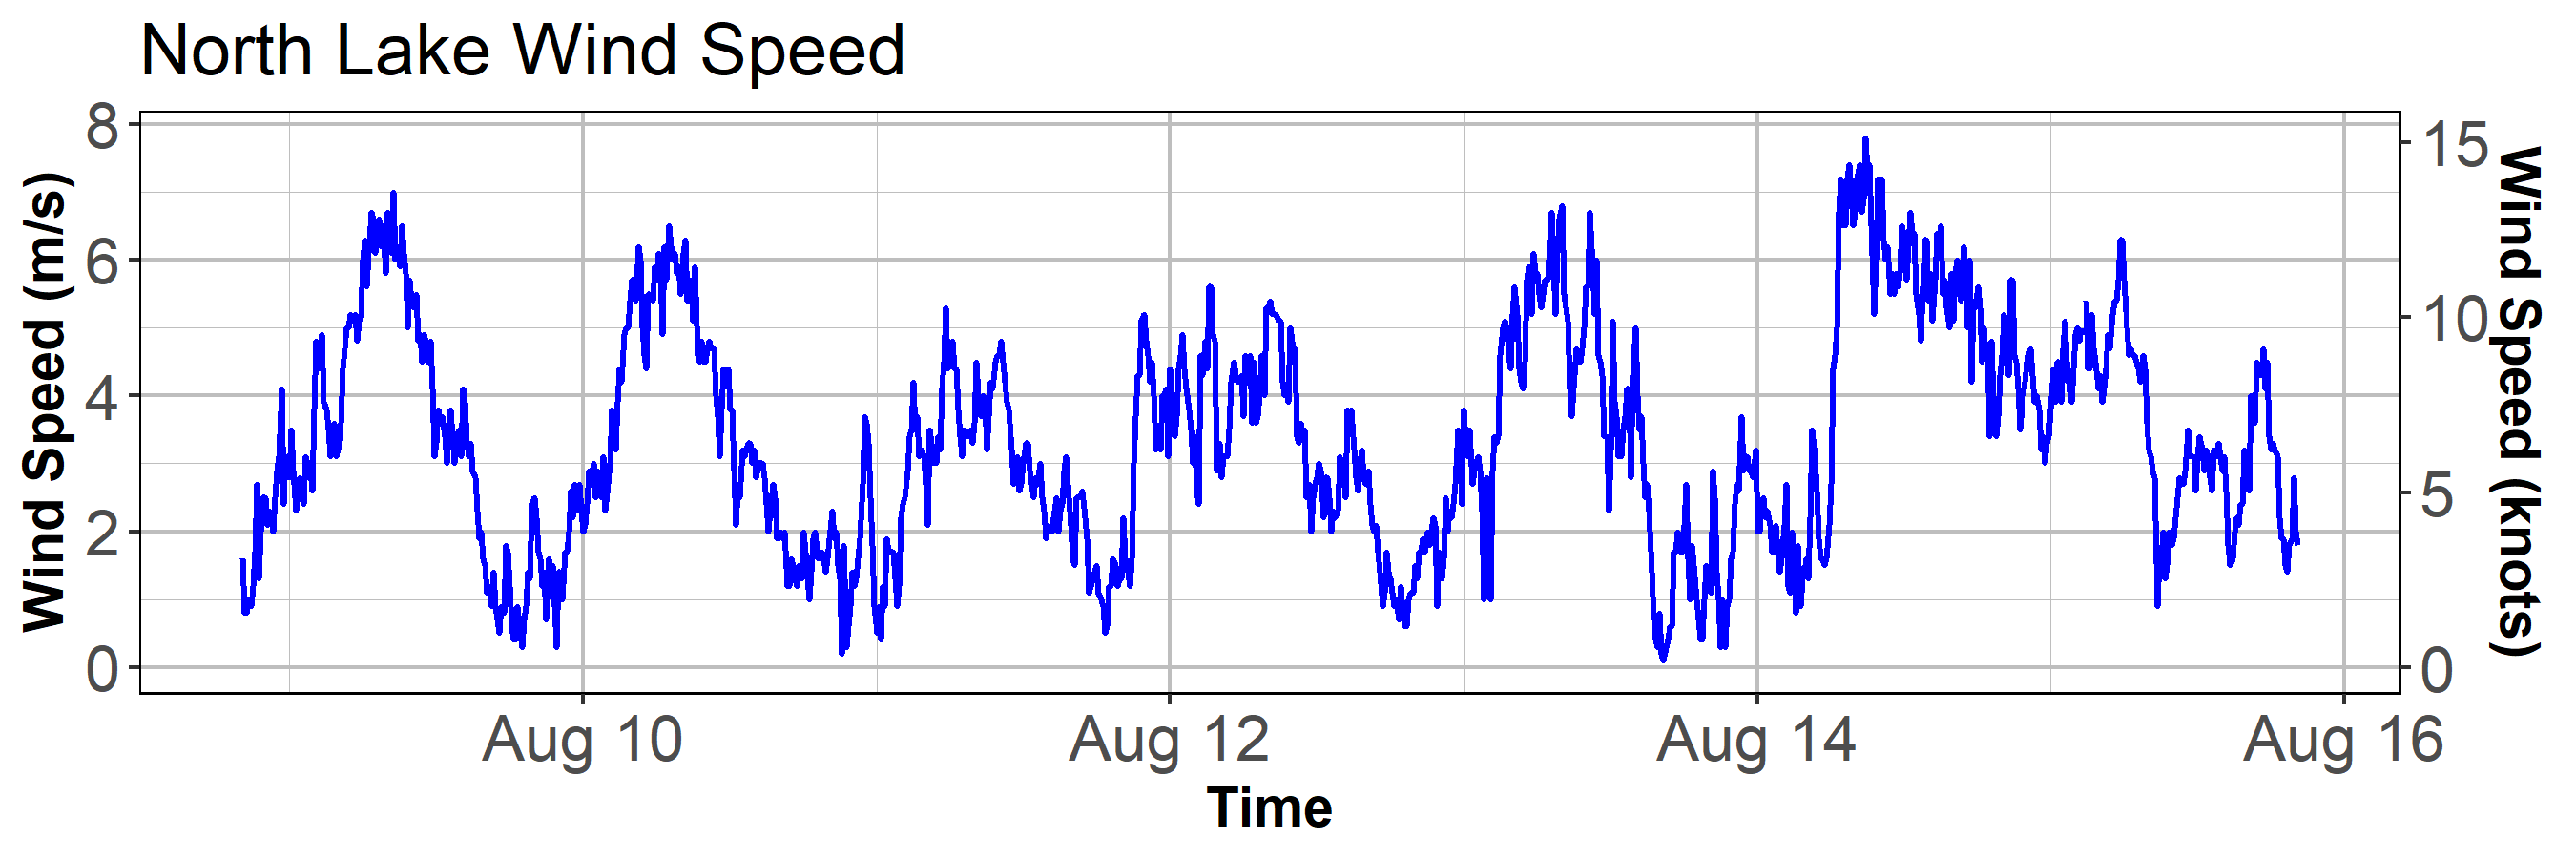 North Lake Wind Speed
Wind Speed (m/s)
8
6
4
2
0
15
10
5
0
Wind Speed (knots)
Aug 10 Aug 12 Aug 14 Aug 16
Time